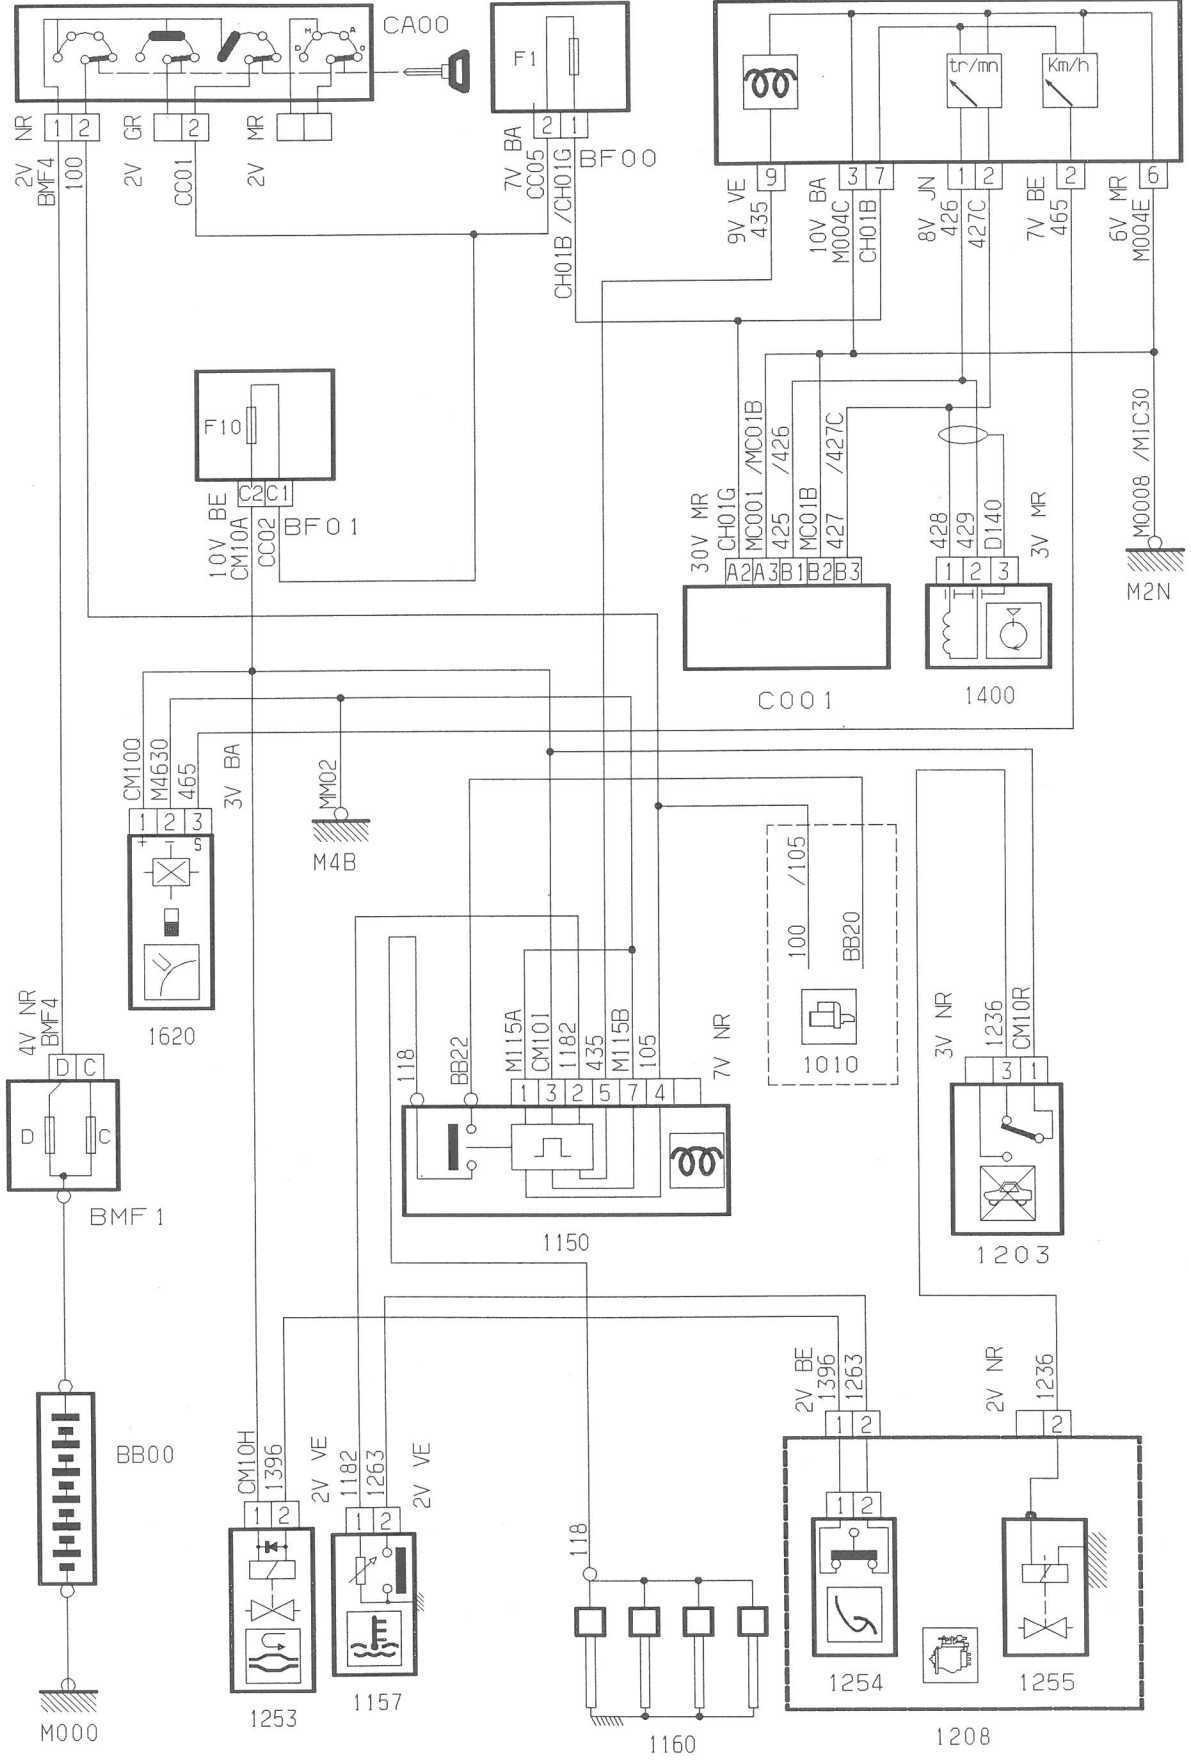 CA00
M
A
D
O
1 2
2
2V NR
BMF4
100
2V GR
CC01
2V MR
F1
2 1
BF00
7V BA
CC05
CH01B /CH01G
tr/mn
Km/h
9
3 7
1 2
2
6
9V VE
435
10V BA
M004C
CH01B
8V JN
426
427C
7V BE
465
6V MR
M004E
F10
C2 C1
BF01
10V BE
CM10A
CC02
30V MR
CH01G
MC001 /MC01B
425 /426
MC01B
427 /427C
A2 A3 B1 B2 B3
C001
428
429
D140
3V MR
1 2 3
1400
M0008 /MIC30
M2N
CM10Q
M4630
465
3V BA
1 2 3
+ - S
1620
MM02
M4B
100 /105
BB20
1010
4V NR
BMF4
D C
D
C
BMF1
118
BB22
M115A
CM10I
1182
435
M115B
105
7V NR
1 3 2 5 7 4
1150
3V NR
1236
CM10R
3 1
1203
BB00
M000
CM10H
1396
2V VE
1 2
1253
1182
1263
2V VE
1 2
1157
118
1160
2V BE
1396
1263
1 2
1 2
1254
2V NR
1236
2
1255
1208